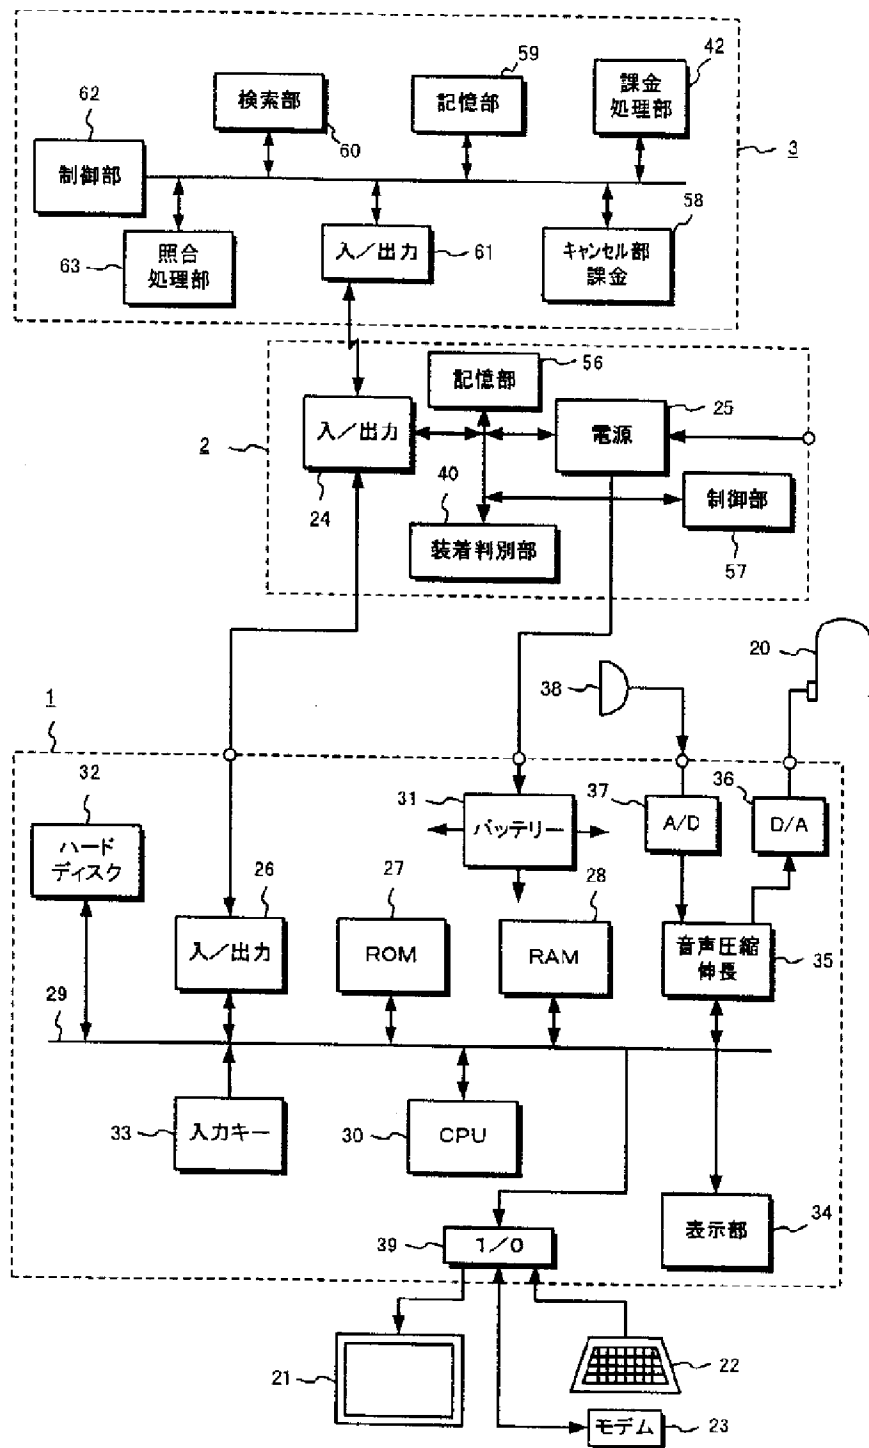 59
42
62
検索部
記憶部
課金
処理部
60
3
制御部
58
63
照合
処理部
入/出力
61
キャンセル部
課金
記憶部
56
2
入/出力
電源
25
24
40
制御部
装着判別部
57
20
38
1
32
31
37
36
ハード
ディスク
バッテリー
A/D
D/A
26
27
28
入/出力
ROM
RAM
音声圧縮
伸長
35
29
33
入力キー
30
CPU
39
I/O
表示部
34
21
22
モデム
23